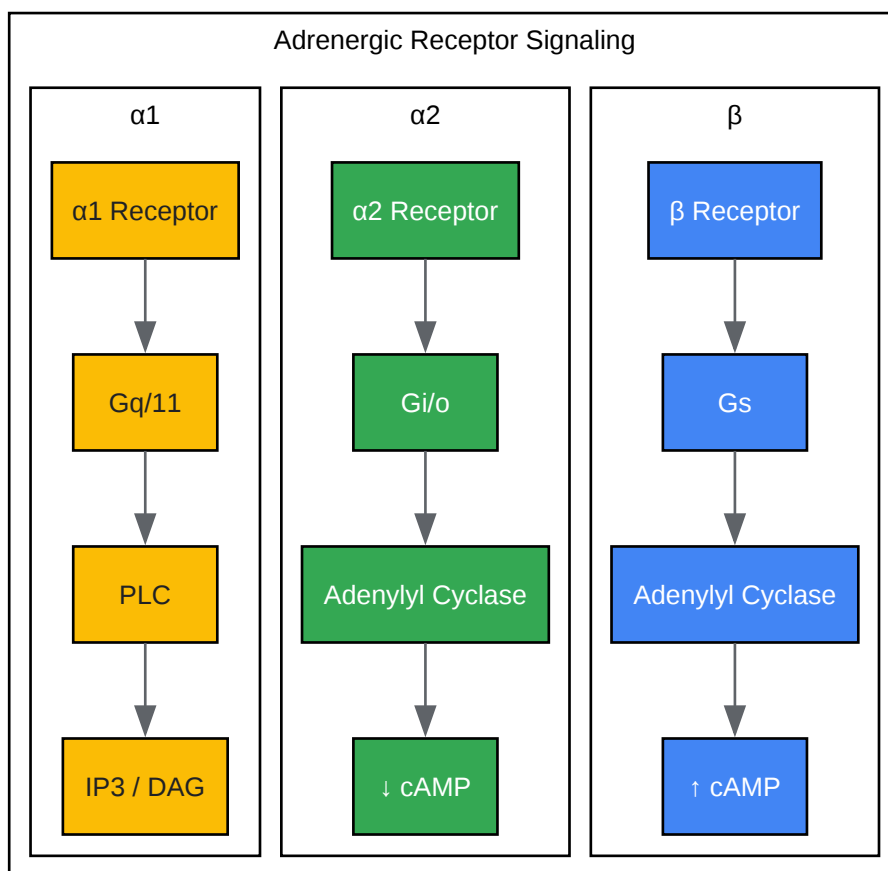 Adrenergic Receptor Signaling
α1
α1 Receptor
Gq/11
PLC
IP3 / DAG
α2
α2 Receptor
Gi/o
Adenylyl Cyclase
↓ cAMP
β
β Receptor
Gs
Adenylyl Cyclase
↑ cAMP